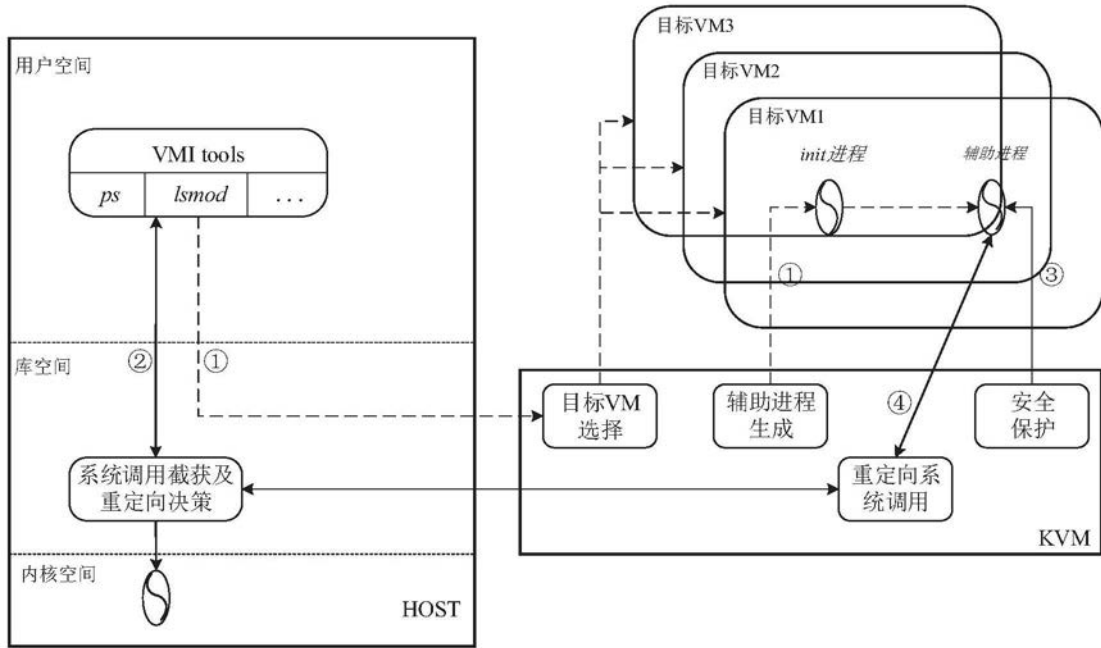 用户空间
VMI tools
ps lsmod ...
② ①
库空间
系统调用截获及
重定向决策
内核空间
HOST
目标VM3
目标VM2
目标VM1
init进程 辅助进程
① ③
目标VM
选择
辅助进程
生成
④
安全
保护
重定向系
统调用
KVM